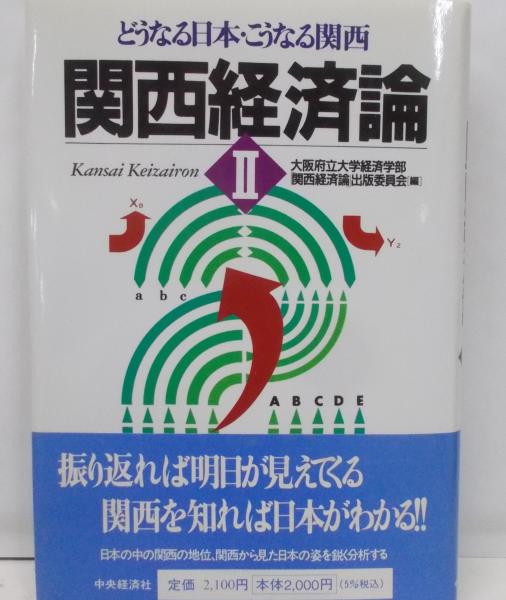 どうなる日本・こうなる関西
関西経済論
Kansai Keizairon
II
大阪府立大学経済学部
関西経済論出版委員会[編]
X₈
Y₂
a b c
A B C D E
振り返れば明日が見えてくる
関西を知れば日本がわかる!!
日本の中の関西の地位、関西から見た日本の姿を鋭く分析する
中央経済社 定価 2,100円 本体2,000円 (5%税込)